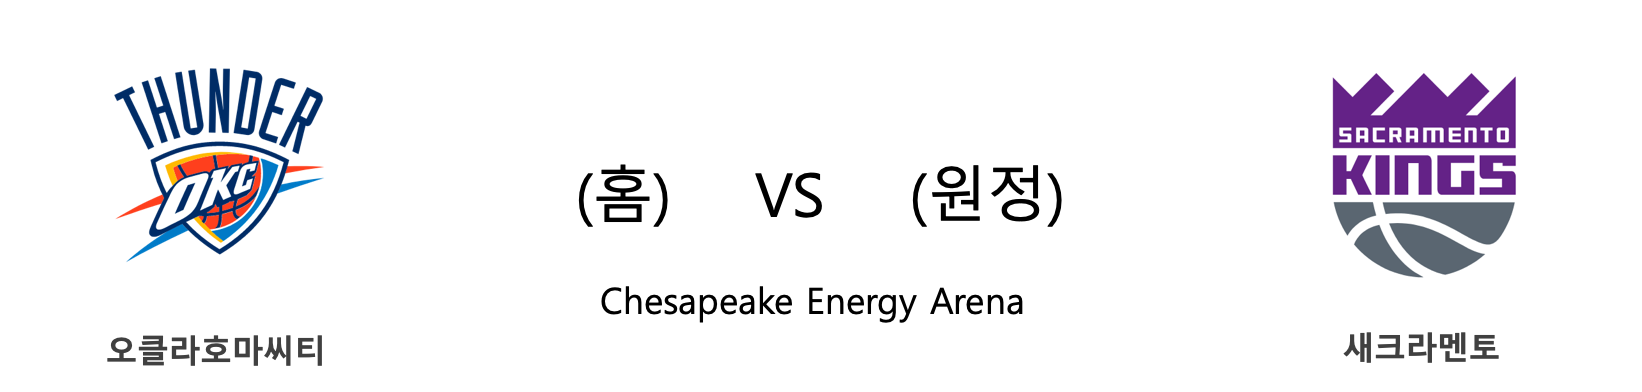 THUNDER
OKC
오클라호마씨티
(홈) VS (원정)
Chesapeake Energy Arena
SACRAMENTO
KINGS
새크라멘토